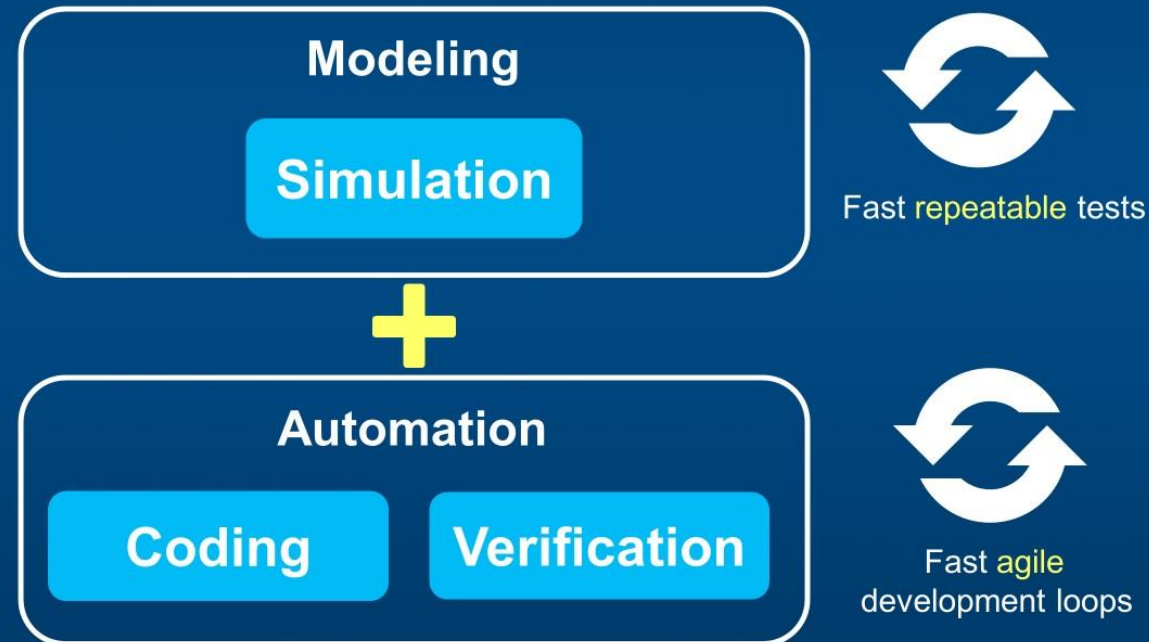 Modeling
Simulation
Fast repeatable tests
Automation
Coding
Verification
Fast agile
development loops